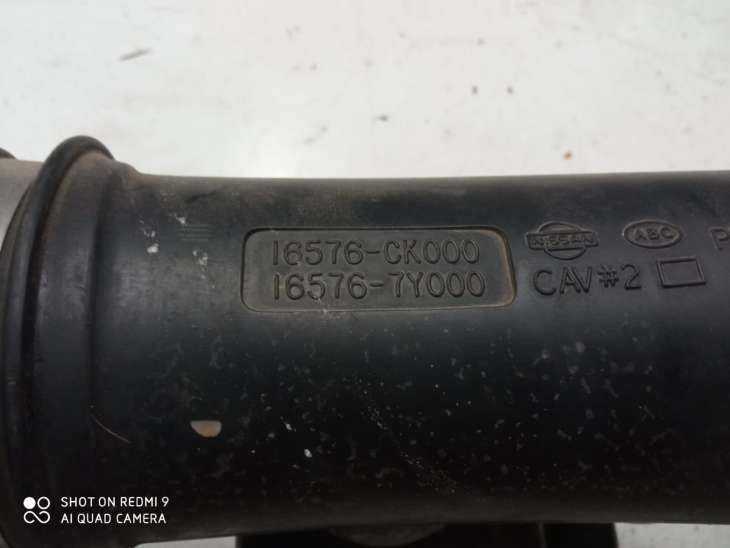 16576-CK000
16576-7Y000
NISSAN
ABC
P
CAV#2
SHOT ON REDMI 9
AI QUAD CAMERA